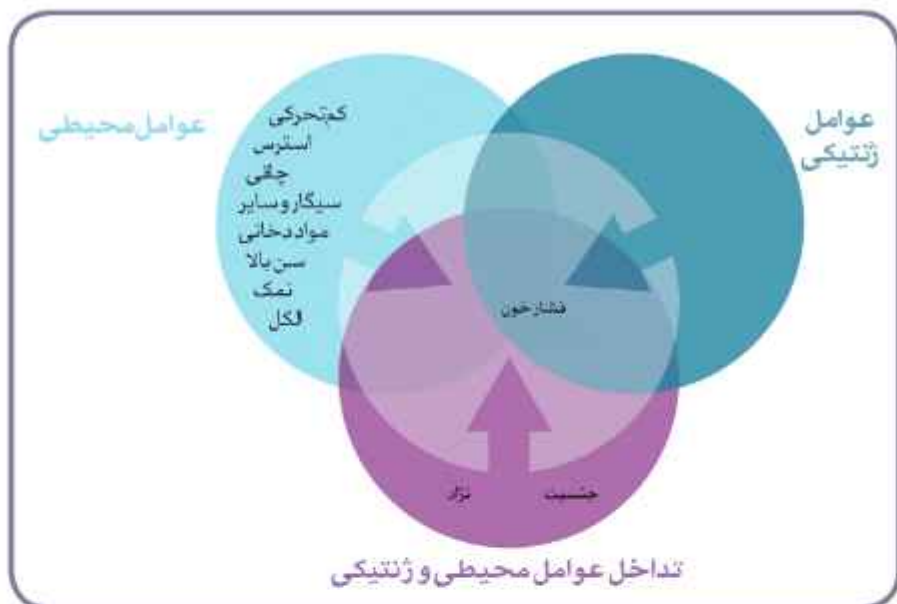 عوامل
ژنتیکی
عوامل محیطی
کم‌تحرکی
استرس
چاقی
سیگار و سایر
مواد دخانی
سن بالا
نمک
الکل
فشار خون
جنسیت
نژاد
تداخل عوامل محیطی و ژنتیکی